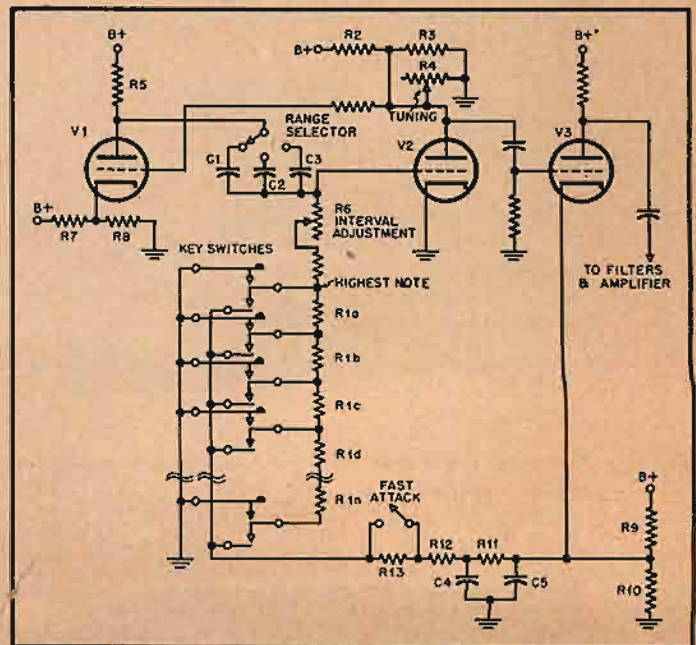 B+
R5
V1
B+
R7
R8
RANGE
SELECTOR
C1
C2
C3
B+
R2
R3
R4
TUNING
V2
B+
V3
TO FILTERS
& AMPLIFIER
R6
INTERVAL
ADJUSTMENT
KEY SWITCHES
HIGHEST NOTE
R1a
R1b
R1c
R1d
R1n
FAST
ATTACK
R13
R12
R11
C4
C5
B+
R9
R10